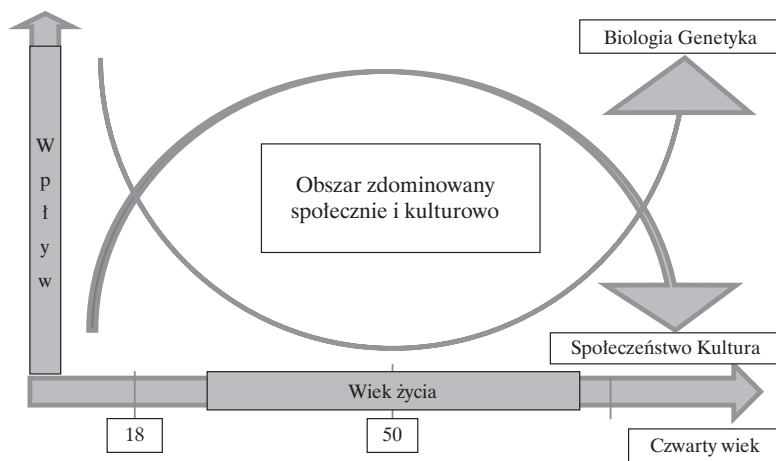 Biologia Genetyka
W
p
ł
y
w
Obszar zdominowany
społecznie i kulturowo
Społeczeństwo Kultura
Wiek życia
18
50
Czwarty wiek